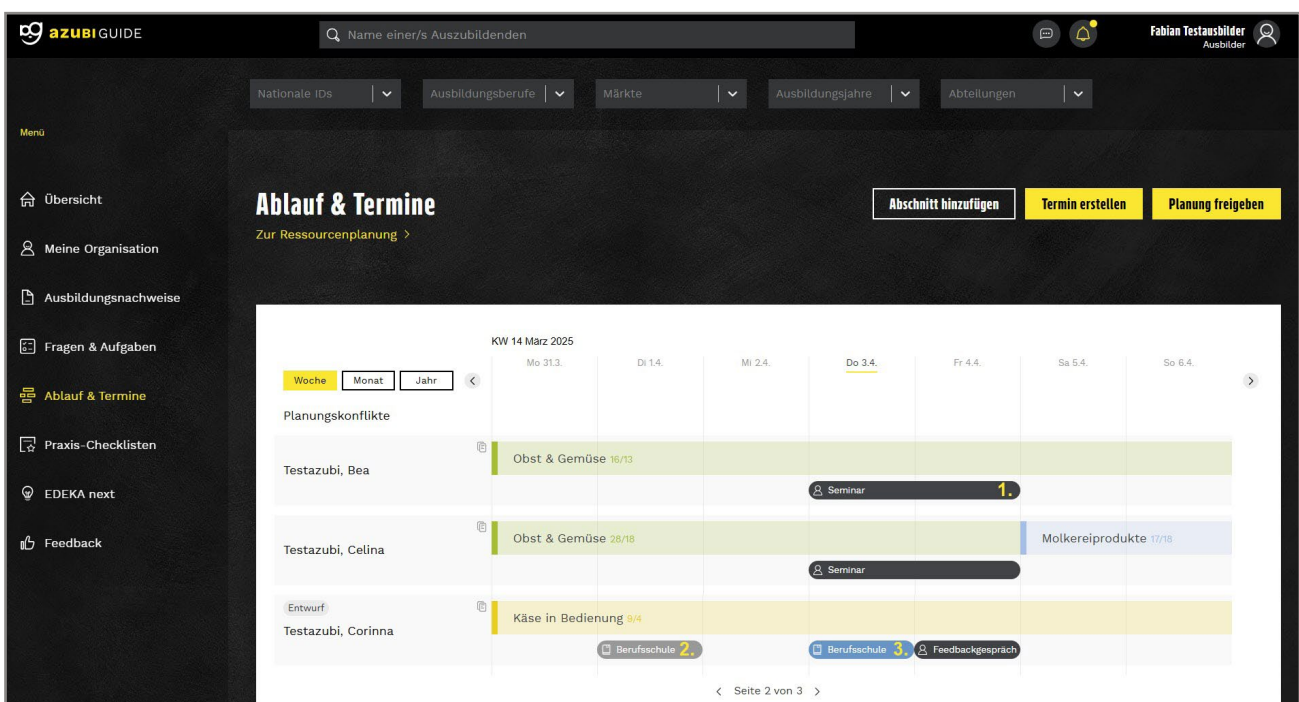 azubiGUIDE
Name einer/s Auszubildenden
Fabian Testausbilder
Ausbilder
Nationale IDs
Ausbildungsberufe
Märkte
Ausbildungsjahre
Abteilungen
Menü
Übersicht
Meine Organisation
Ausbildungsnachweise
Fragen & Aufgaben
Ablauf & Termine
Praxis-Checklisten
EDEKA next
Feedback
Ablauf & Termine
Zur Ressourcenplanung >
Abschnitt hinzufügen
Termin erstellen
Planung freigeben
KW 14 März 2025
Mo 31.3. Di 1.4. Mi 2.4. Do 3.4. Fr 4.4. Sa 5.4. So 6.4.
Woche Monat Jahr
Planungskonflikte
Testazubi, Bea
Obst & Gemüse 16/13
Seminar 1.
Testazubi, Celina
Obst & Gemüse 28/18
Molkereiprodukte 17/18
Seminar
Entwurf
Testazubi, Corinna
Käse in Bedienung 9/4
Berufsschule 2.
Berufsschule 3.
Feedbackgespräch
< Seite 2 von 3 >